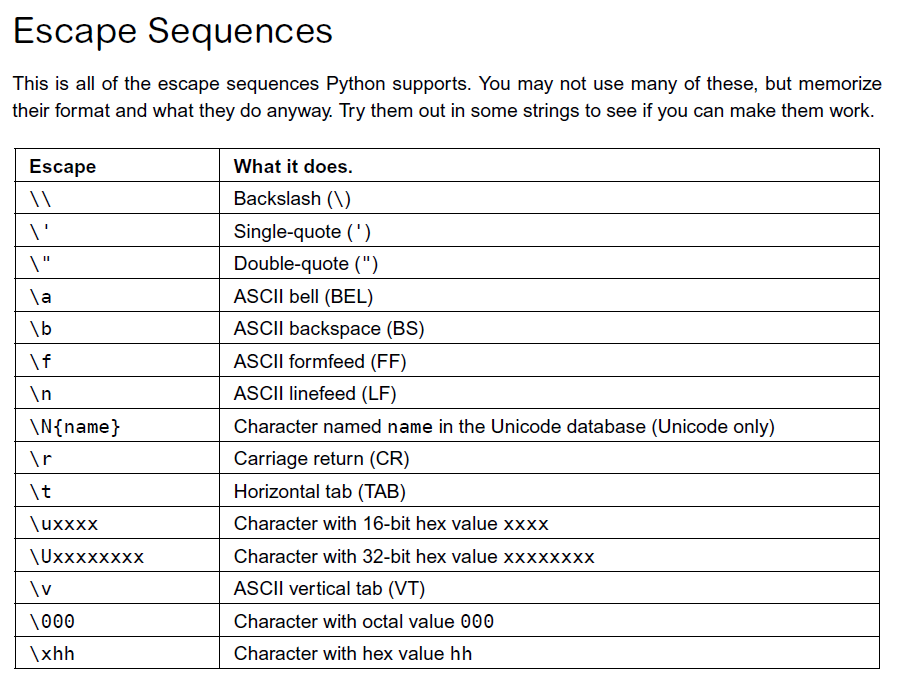 Escape Sequences
This is all of the escape sequences Python supports. You may not use many of these, but memorize
their format and what they do anyway. Try them out in some strings to see if you can make them work.
Escape What it does.
\\ Backslash (\)
\' Single-quote (')
\" Double-quote (")
\a ASCII bell (BEL)
\b ASCII backspace (BS)
\f ASCII formfeed (FF)
\n ASCII linefeed (LF)
\N{name} Character named name in the Unicode database (Unicode only)
\r Carriage return (CR)
\t Horizontal tab (TAB)
\uxxxx Character with 16-bit hex value xxxx
\Uxxxxxxxx Character with 32-bit hex value xxxxxxxx
\v ASCII vertical tab (VT)
\000 Character with octal value 000
\xhh Character with hex value hh